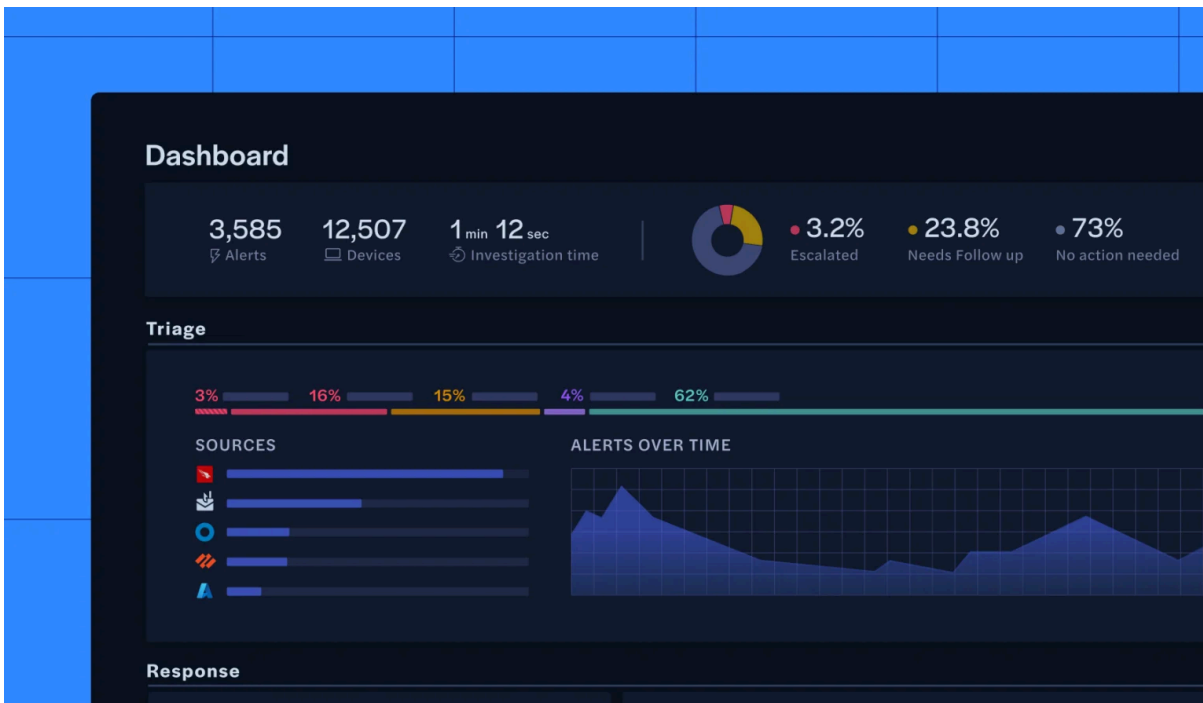 Dashboard
3,585 12,507 1 min 12 sec 3.2% 23.8% 73%
Alerts Devices Investigation time Escalated Needs Follow up No action needed
Triage
3% 16% 15% 4% 62%
SOURCES ALERTS OVER TIME
Response